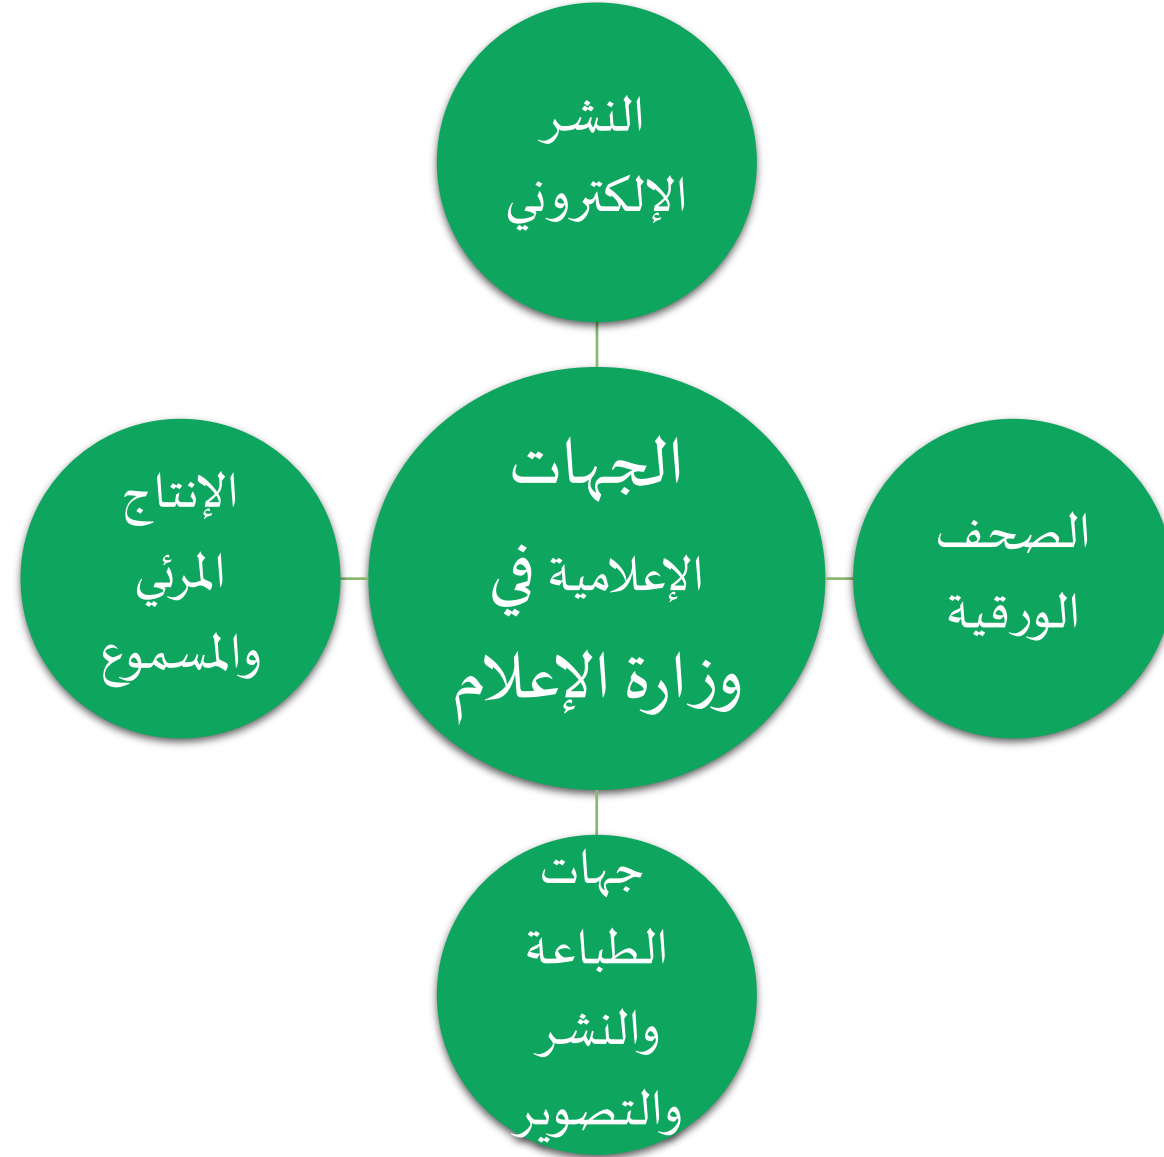 النشر
الإلكتروني
الجهات
الإعلامية في
وزارة الإعلام
الصحف
الورقية
الإنتاج
المرئي
والمسموع
جهات
الطباعة
والنشر
والتصوير